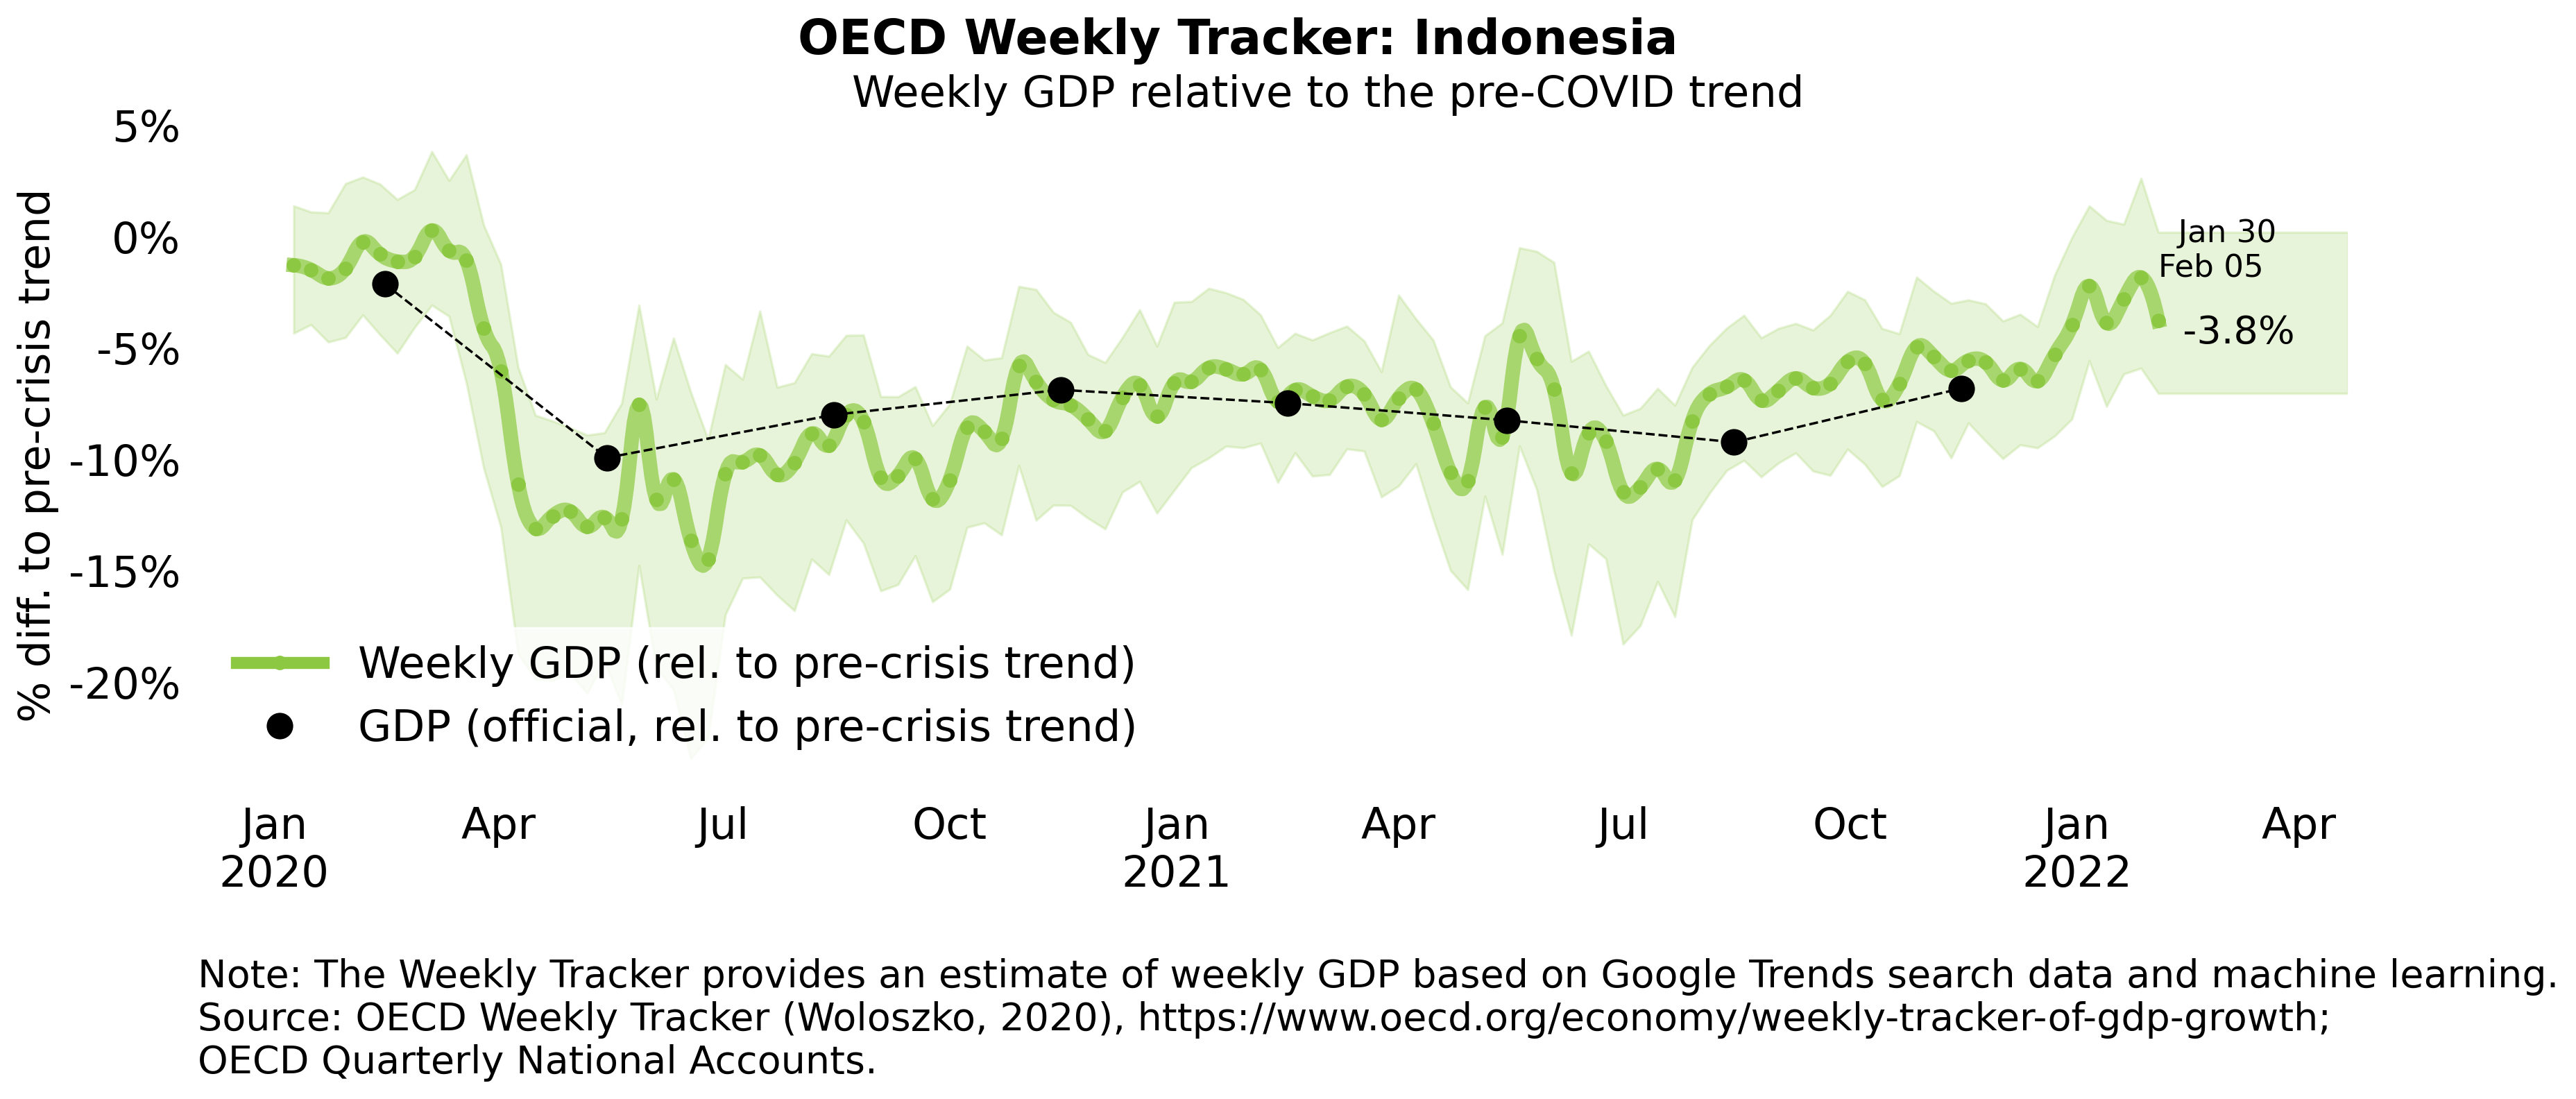 OECD Weekly Tracker: Indonesia
Weekly GDP relative to the pre-COVID trend
% diff. to pre-crisis trend
5%
0%
-5%
-10%
-15%
-20%
Jan 30
Feb 05
-3.8%
Weekly GDP (rel. to pre-crisis trend)
GDP (official, rel. to pre-crisis trend)
Jan Apr Jul Oct Jan Apr Jul Oct Jan Apr
2020 2021 2022
Note: The Weekly Tracker provides an estimate of weekly GDP based on Google Trends search data and machine learning.
Source: OECD Weekly Tracker (Woloszko, 2020), https://www.oecd.org/economy/weekly-tracker-of-gdp-growth;
OECD Quarterly National Accounts.